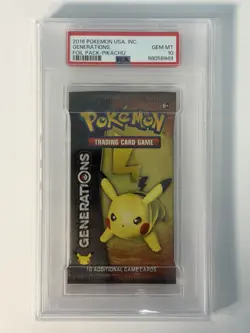 2016 POKEMON USA, INC.
GENERATIONS
GEM MT
FOIL PACK-PIKACHU
10
PSA
POKÉMON
TRADING CARD GAME
GENERATIONS
10 ADDITIONAL GAME CARDS